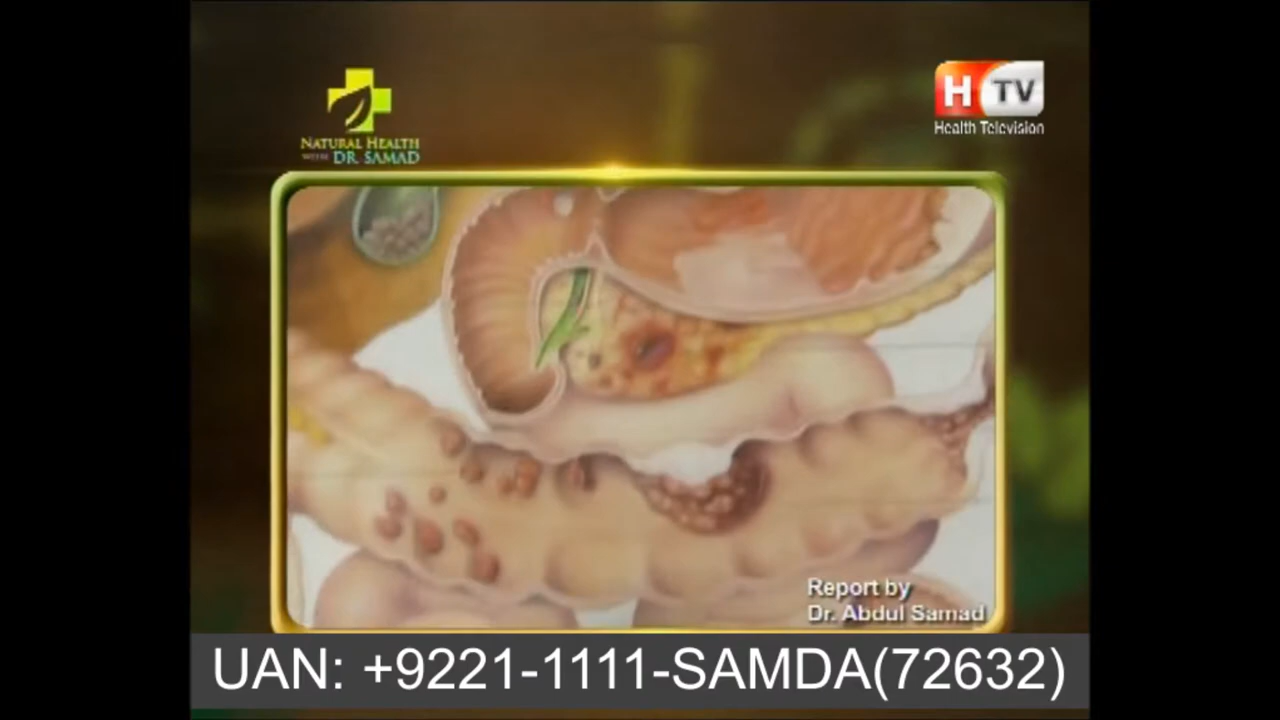 NATURAL HEALTH
WITH DR. SAMAD
H TV
Health Television
Report by
Dr. Abdul Samad
UAN: +9221-1111-SAMDA(72632)